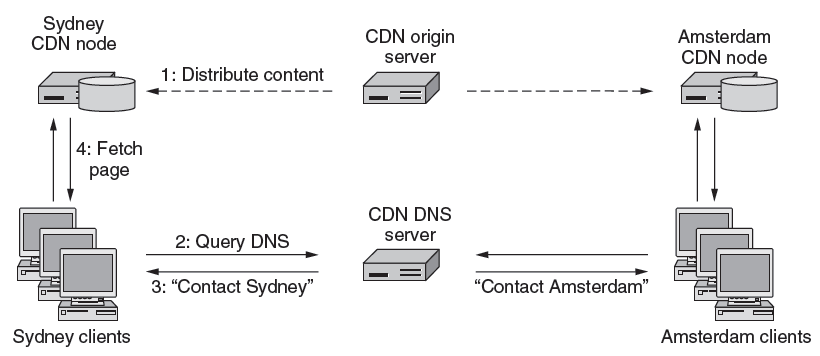 Sydney
CDN node
CDN origin
server
Amsterdam
CDN node
1: Distribute content
4: Fetch
page
CDN DNS
server
2: Query DNS
3: “Contact Sydney”
“Contact Amsterdam”
Sydney clients
Amsterdam clients